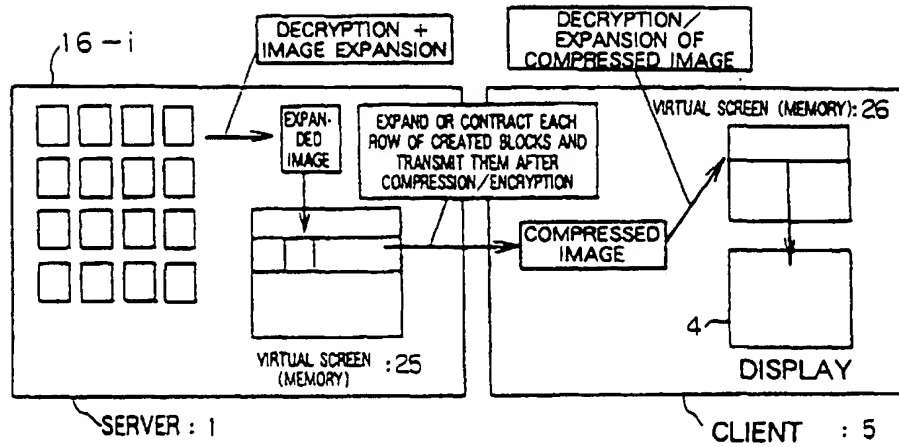 16-i
DECRYPTION +
IMAGE EXPANSION
DECRYPTION/
EXPANSION OF
COMPRESSED IMAGE
EXPAN-
DED
IMAGE
EXPAND OR CONTRACT EACH
ROW OF CREATED BLOCKS AND
TRANSMIT THEM AFTER
COMPRESSION/ENCRYPTION
VIRTUAL SCREEN (MEMORY): 26
COMPRESSED
IMAGE
VIRTUAL SCREEN : 25
(MEMORY)
4
DISPLAY
SERVER : 1
CLIENT : 5